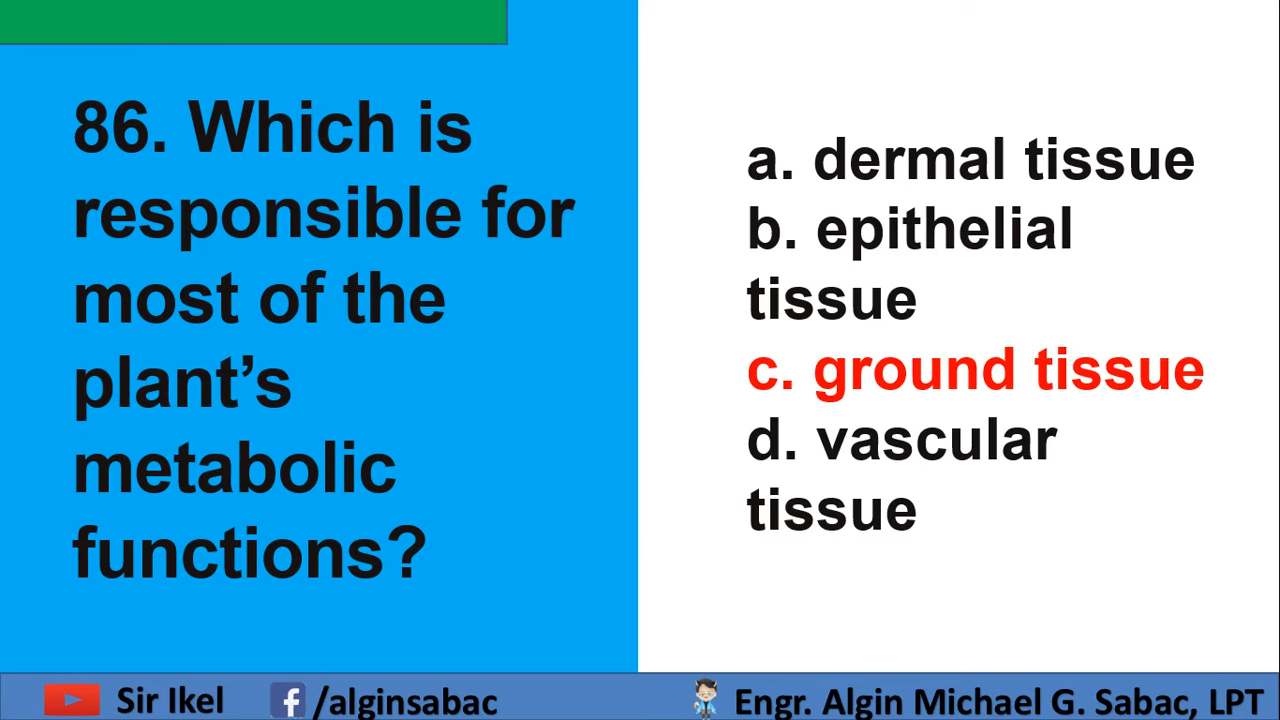 86. Which is
responsible for
most of the
plant’s
metabolic
functions?
a. dermal tissue
b. epithelial
tissue
c. ground tissue
d. vascular
tissue
Sir Ikel
/alginsabac
Engr. Algin Michael G. Sabac, LPT